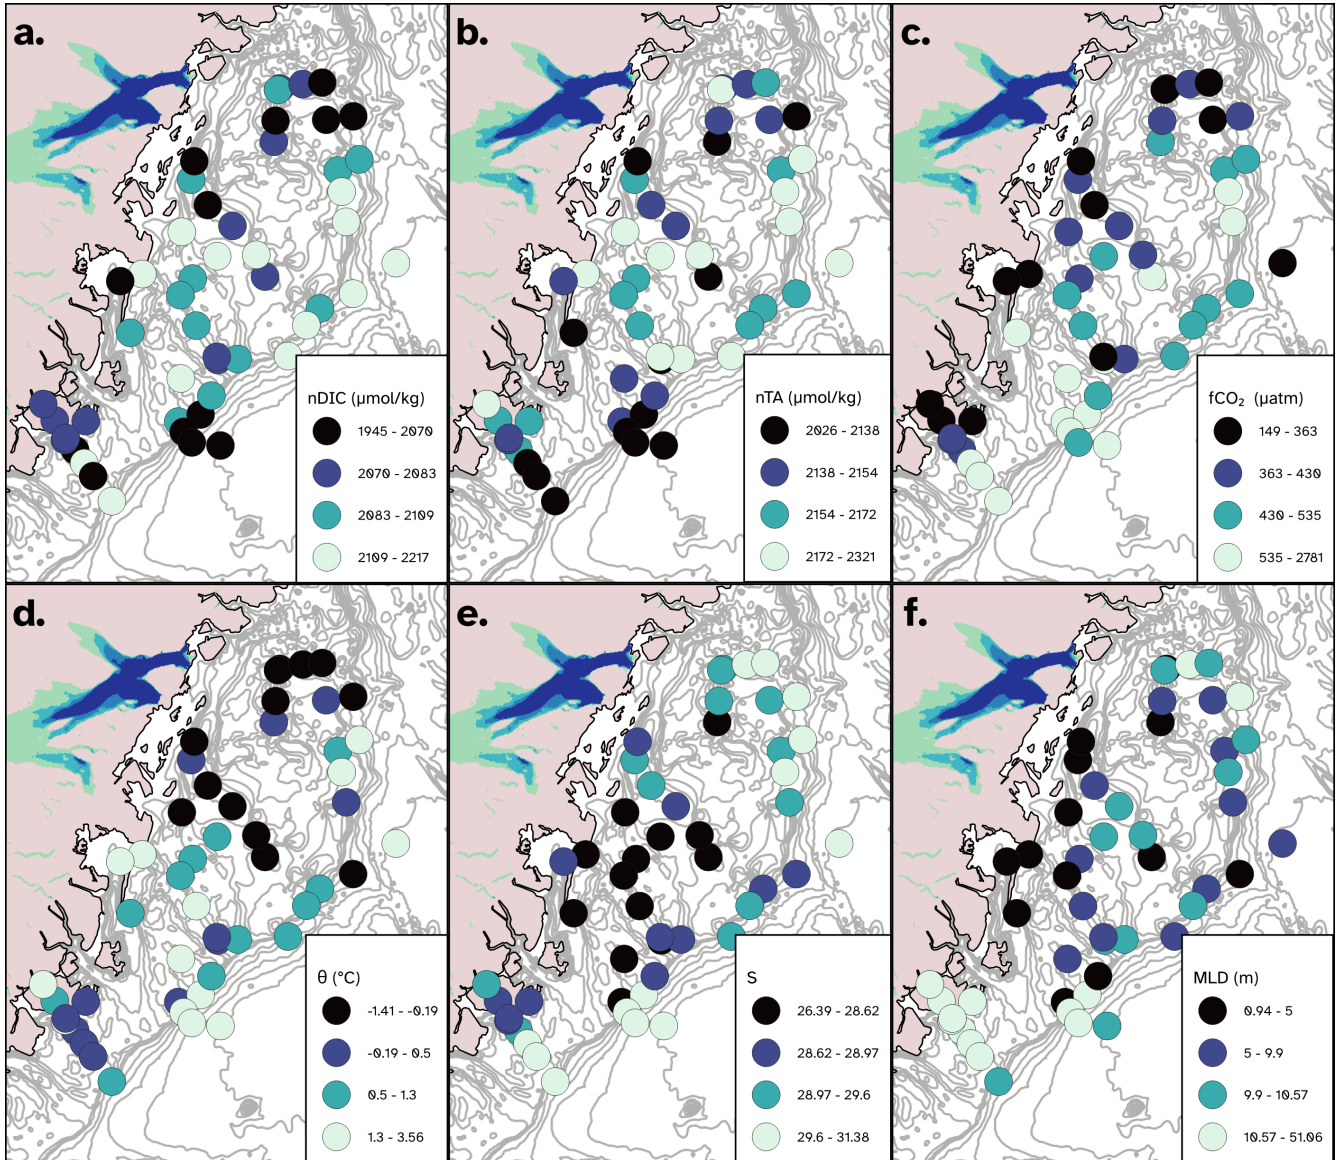 a.
nDIC (µmol/kg)
1945 - 2070
2070 - 2083
2083 - 2109
2109 - 2217
b.
nTA (µmol/kg)
2026 - 2138
2138 - 2154
2154 - 2172
2172 - 2321
c.
fCO₂ (µatm)
149 - 363
363 - 430
430 - 535
535 - 2781
d.
θ (°C)
-1.41 - -0.19
-0.19 - 0.5
0.5 - 1.3
1.3 - 3.56
e.
S
26.39 - 28.62
28.62 - 28.97
28.97 - 29.6
29.6 - 31.38
f.
MLD (m)
0.94 - 5
5 - 9.9
9.9 - 10.57
10.57 - 51.06